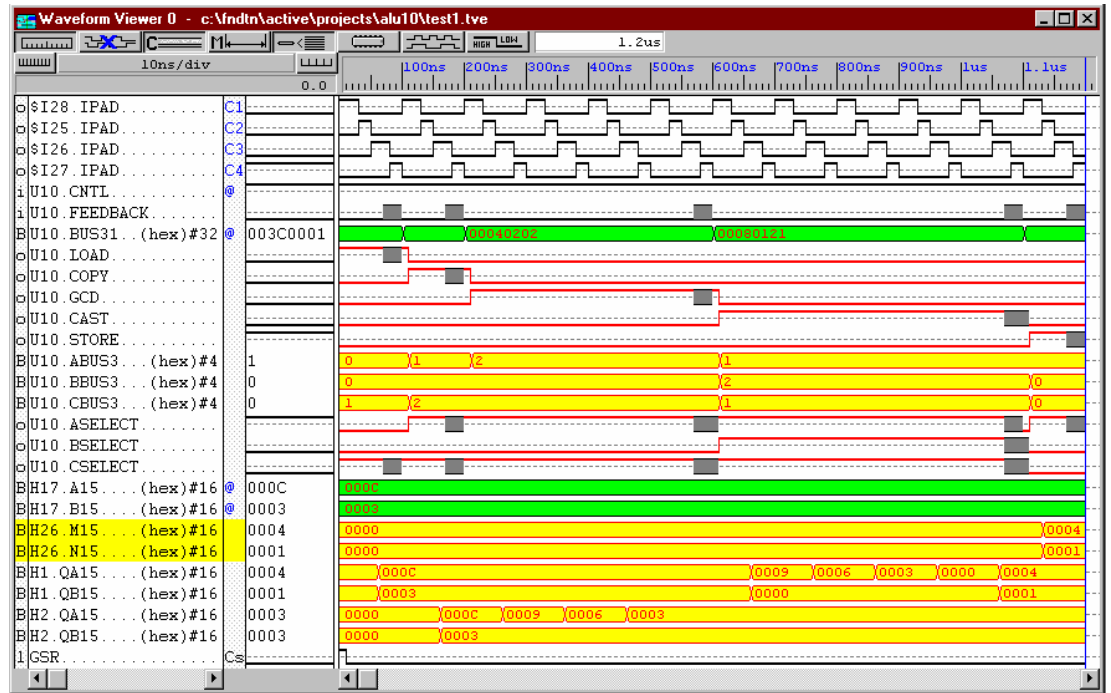 Waveform Viewer 0 - c:\fndtn\active\projects\alu10\test1.tve
C M HIGH LOW 1.2us
10ns/div
0.0
100ns 200ns 300ns 400ns 500ns 600ns 700ns 800ns 900ns 1us 1.1us
o $I28.IPAD........... C1
o $I25.IPAD........... C2
o $I26.IPAD........... C3
o $I27.IPAD........... C4
i U10.CNTL........... @
i U10.FEEDBACK.......
B U10.BUS31..(hex)#32 @ 003C0001 00040202 00080121
o U10.LOAD...........
o U10.COPY...........
o U10.GCD............
o U10.CAST...........
o U10.STORE..........
B U10.ABUS3...(hex)#4 1 0 1 2 1
B U10.BBUS3...(hex)#4 0 0 2 0
B U10.CBUS3...(hex)#4 0 1 2 1 0
o U10.ASELECT........
o U10.BSELECT........
o U10.CSELECT........
B H17.A15....(hex)#16 @ 000C 000C
B H17.B15....(hex)#16 @ 0003 0003
B H26.M15....(hex)#16 0004 0000 0004
B H26.N15....(hex)#16 0001 0000 0001
B H1.QA15....(hex)#16 0004 000C 0009 0006 0003 0000 0004
B H1.QB15....(hex)#16 0001 0003 0000 0001
B H2.QA15....(hex)#16 0003 0000 000C 0009 0006 0003
B H2.QB15....(hex)#16 0003 0000 0003
l GSR................ Cs